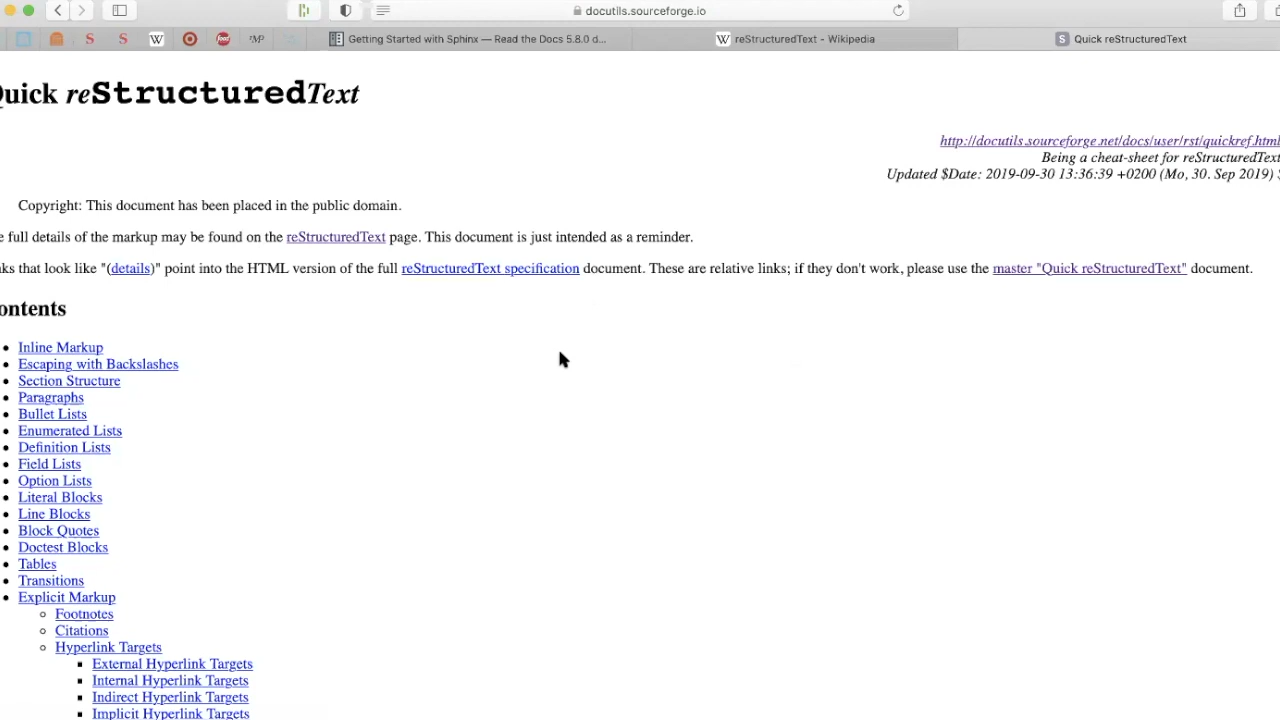 docutils.sourceforge.io
Getting Started with Sphinx — Read the Docs 5.8.0 d...
reStructuredText - Wikipedia
Quick reStructuredText
uick reStructuredText
http://docutils.sourceforge.net/docs/user/rst/quickref.html
Being a cheat-sheet for reStructuredText
Updated $Date: 2019-09-30 13:36:39 +0200 (Mo, 30. Sep 2019) $
Copyright: This document has been placed in the public domain.
e full details of the markup may be found on the reStructuredText page. This document is just intended as a reminder.
ks that look like "(details)" point into the HTML version of the full reStructuredText specification document. These are relative links; if they don't work, please use the master "Quick reStructuredText" document.
ontents
Inline Markup
Escaping with Backslashes
Section Structure
Paragraphs
Bullet Lists
Enumerated Lists
Definition Lists
Field Lists
Option Lists
Literal Blocks
Line Blocks
Block Quotes
Doctest Blocks
Tables
Transitions
Explicit Markup
Footnotes
Citations
Hyperlink Targets
External Hyperlink Targets
Internal Hyperlink Targets
Indirect Hyperlink Targets
Implicit Hyperlink Targets